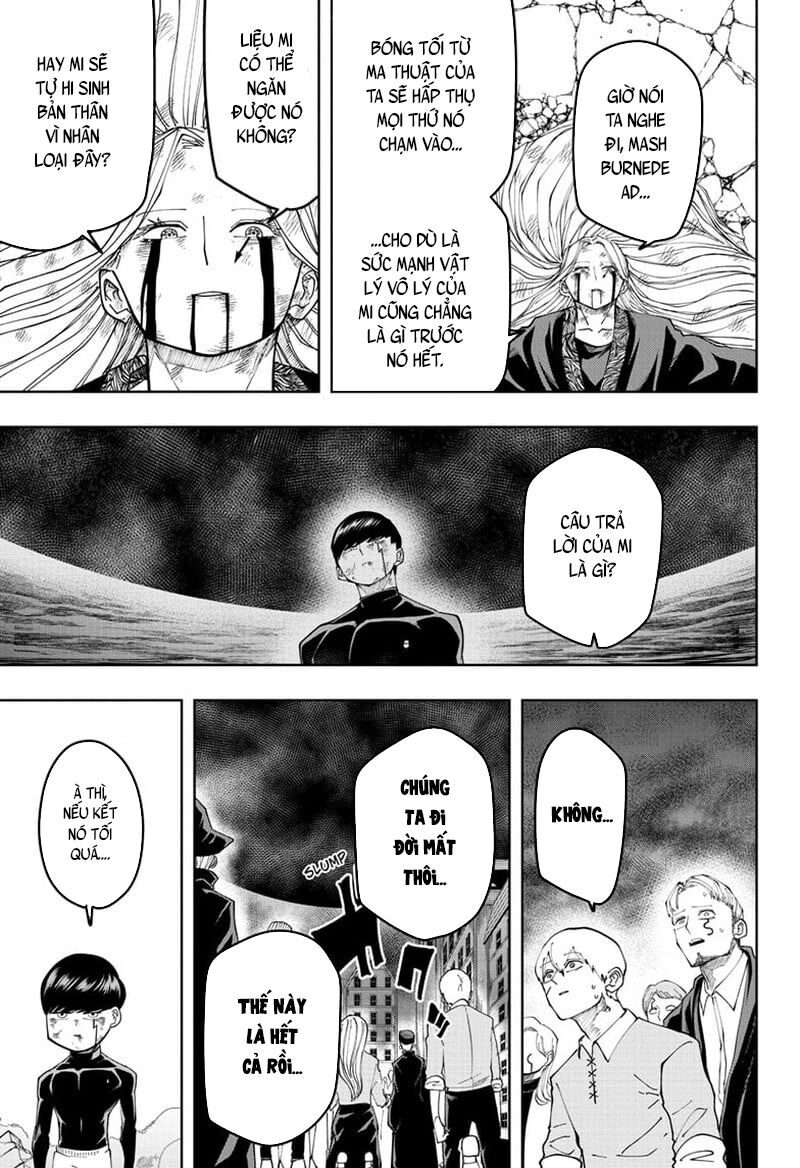 GIỜ NÓI
TA NGHE
ĐI, MASH
BURNEDE
AD...
BÓNG TỐI TỪ
MA THUẬT CỦA
TA SẼ HẤP THỤ
MỌI THỨ NÓ
CHẠM VÀO...
...CHO DÙ LÀ
SỨC MẠNH VẬT
LÝ VÔ LÝ CỦA
MI CŨNG CHẲNG
LÀ GÌ TRƯỚC
NÓ HẾT.
LIỆU MI
CÓ THỂ
NGĂN
ĐƯỢC NÓ
KHÔNG?
HAY MI SẼ
TỰ HI SINH
BẢN THÂN
VÌ NHÂN
LOẠI ĐÂY?
CÂU TRẢ
LỜI CỦA MI
LÀ GÌ?
KHÔNG...
CHÚNG
TA ĐI
ĐỜI MẤT
THÔI...
SLUMP
ガクッ
THẾ NÀY
LÀ HẾT
CẢ RỒI...
À THÌ,
NẾU KẾT
NÓ TỐI
QUÁ....